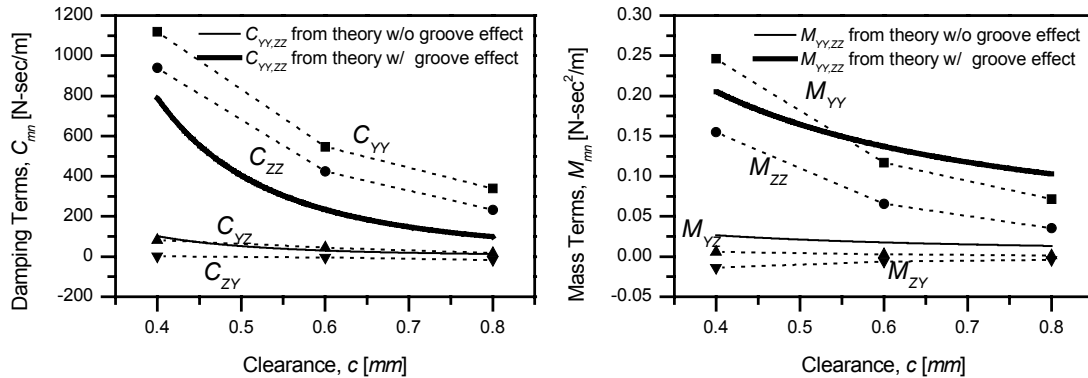 1200
1000
800
600
400
200
0
-200
Damping Terms, C_mn [N-sec/m]
C_YY,ZZ from theory w/o groove effect
C_YY,ZZ from theory w/ groove effect
C_YY
C_ZZ
C_YZ
C_ZY
0.4 0.5 0.6 0.7 0.8
Clearance, c [mm]
0.30
0.25
0.20
0.15
0.10
0.05
0.00
-0.05
Mass Terms, M_mn [N-sec²/m]
M_YY,ZZ from theory w/o groove effect
M_YY,ZZ from theory w/ groove effect
M_YY
M_ZZ
M_YZ
M_ZY
0.4 0.5 0.6 0.7 0.8
Clearance, c [mm]